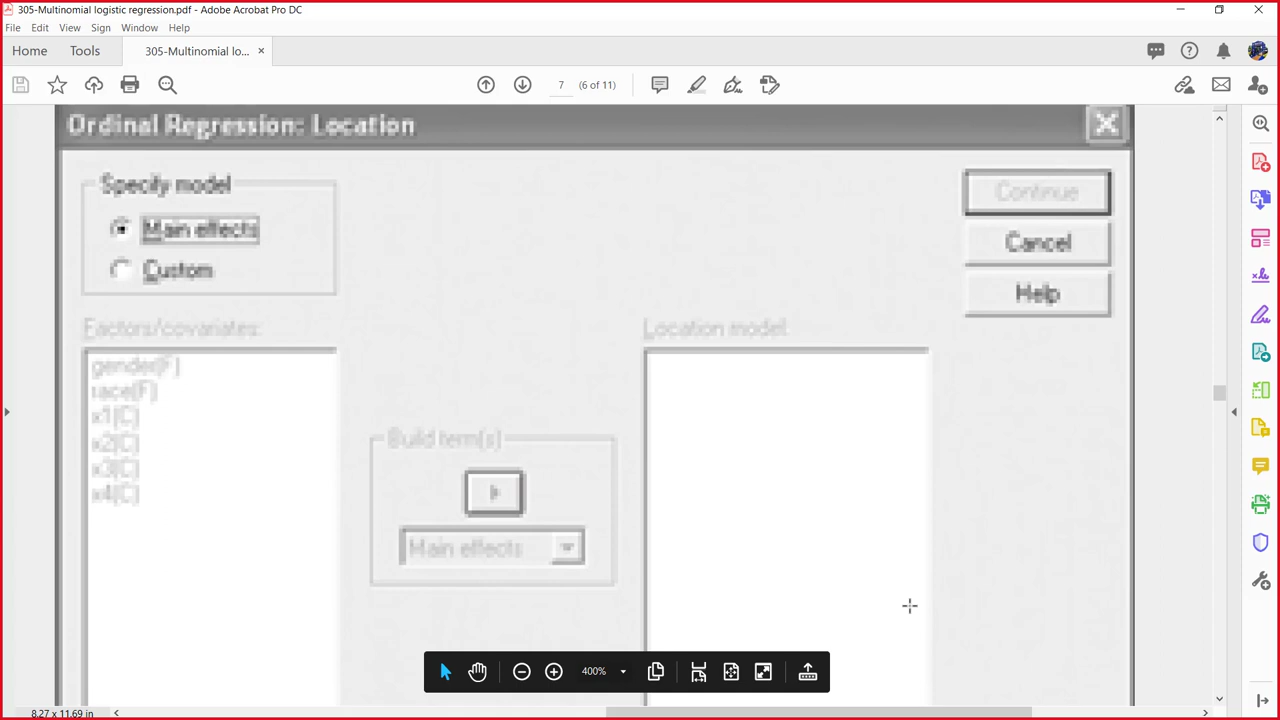 305-Multinomial logistic regression.pdf - Adobe Acrobat Pro DC
File Edit View Sign Window Help
Home Tools 305-Multinomial lo... ×
7 (6 of 11)
Ordinal Regression: Location
Specify model
Main effects
Custom
Continue
Cancel
Help
Factors/covariates:
Location model:
gender(F)
race(F)
x1(C)
x2(C)
x3(C)
x4(C)
Build term(s)
Main effects
400%
8.27 x 11.69 in